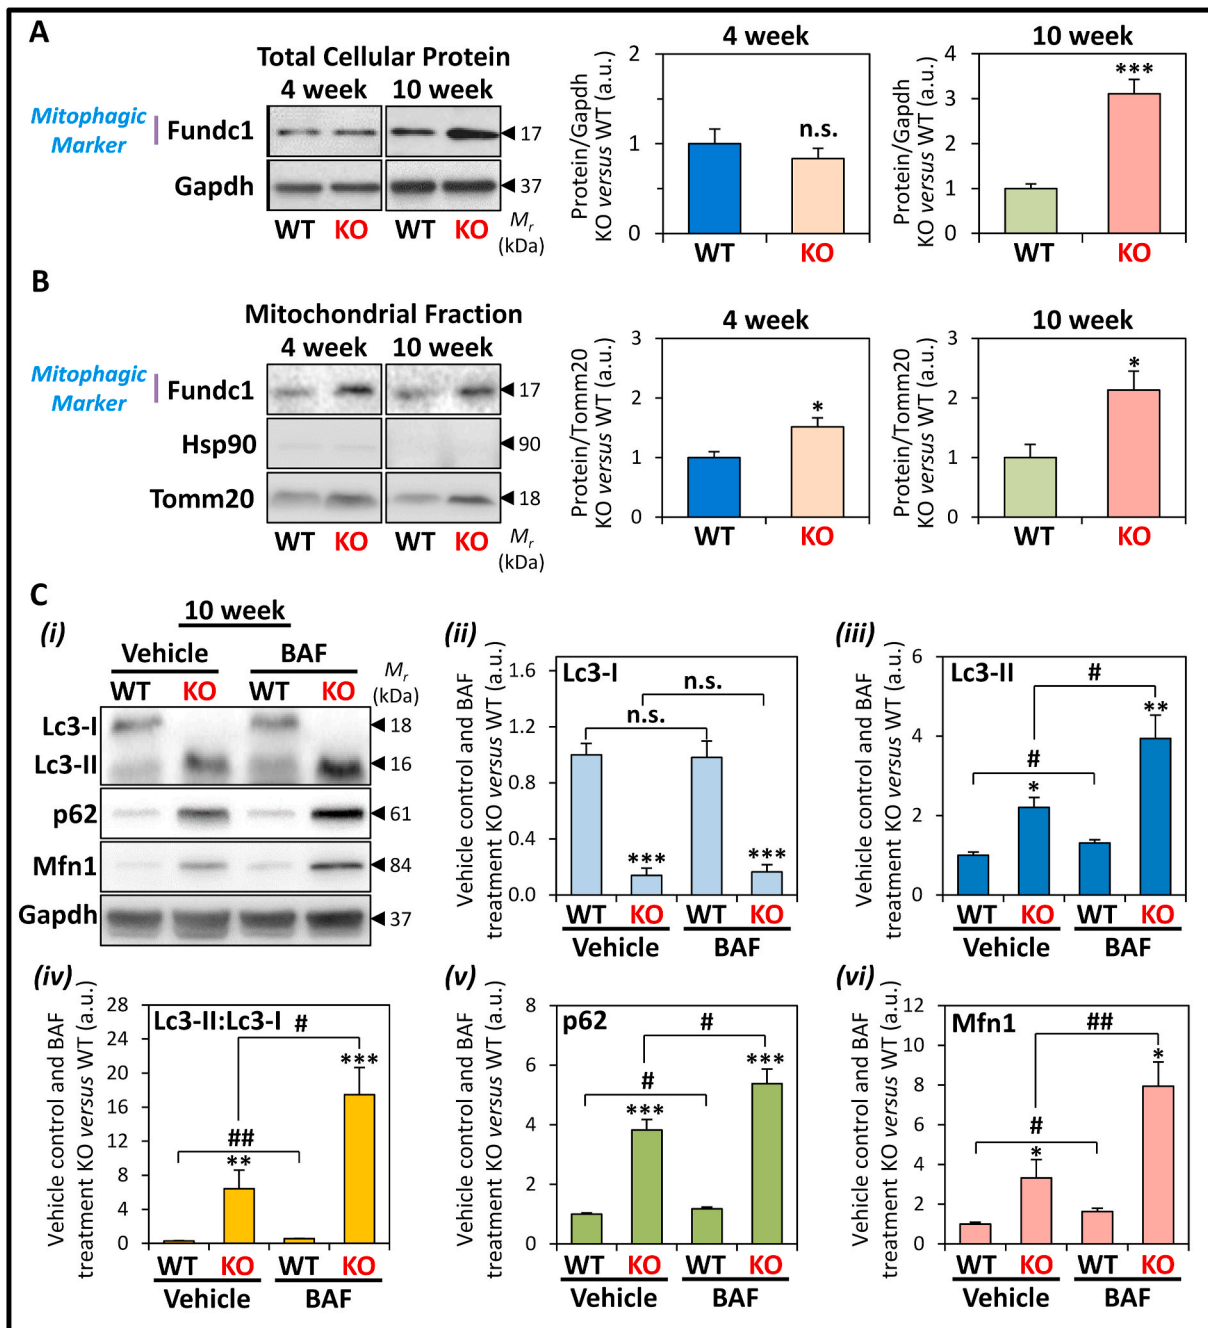 A
Total Cellular Protein
4 week 10 week
Mitophagic
Marker
Fundc1
17
Gapdh
37
WT KO WT KO
Mr
(kDa)
4 week
Protein/Gapdh
KO versus WT (a.u.)
2
1
0
n.s.
WT KO
10 week
Protein/Gapdh
KO versus WT (a.u.)
4
3
2
1
0
***
WT KO
B
Mitochondrial Fraction
4 week 10 week
Mitophagic
Marker
Fundc1
17
Hsp90
90
Tomm20
18
WT KO WT KO
Mr
(kDa)
4 week
Protein/Tomm20
KO versus WT (a.u.)
3
2
1
0
*
WT KO
10 week
Protein/Tomm20
KO versus WT (a.u.)
3
2
1
0
*
WT KO
C
10 week
(i)
Vehicle BAF
WT KO WT KO
Mr
(kDa)
Lc3-I
18
Lc3-II
16
p62
61
Mfn1
84
Gapdh
37
(ii)
Lc3-I
Vehicle control and BAF
treatment KO versus WT (a.u.)
1.6
1.2
0.8
0.4
0.0
n.s.
n.s.
*** ***
WT KO WT KO
Vehicle BAF
(iii)
Lc3-II
Vehicle control and BAF
treatment KO versus WT (a.u.)
6
4
2
0
#
**
#
*
WT KO WT KO
Vehicle BAF
(iv)
Lc3-II:Lc3-I
Vehicle control and BAF
treatment KO versus WT (a.u.)
28
24
20
16
12
8
4
0
#
***
##
**
WT KO WT KO
Vehicle BAF
(v)
p62
Vehicle control and BAF
treatment KO versus WT (a.u.)
8
6
4
2
0
#
***
#
***
WT KO WT KO
Vehicle BAF
(vi)
Mfn1
Vehicle control and BAF
treatment KO versus WT (a.u.)
12
10
8
6
4
2
0
##
*
#
*
WT KO WT KO
Vehicle BAF